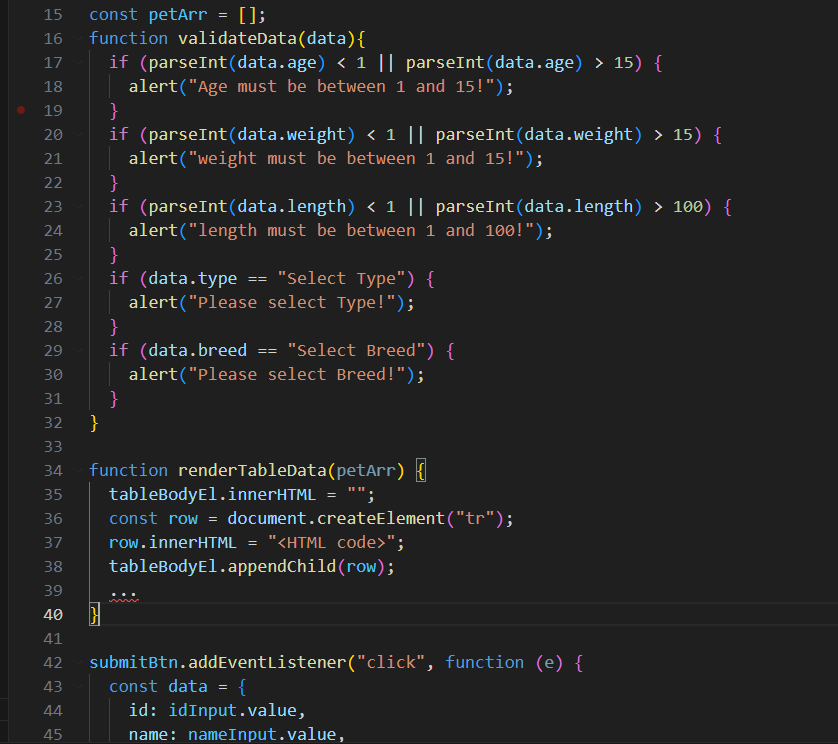 15 const petArr = [];
16 function validateData(data){
17 if (parseInt(data.age) < 1 || parseInt(data.age) > 15) {
18 alert("Age must be between 1 and 15!");
19 }
20 if (parseInt(data.weight) < 1 || parseInt(data.weight) > 15) {
21 alert("weight must be between 1 and 15!");
22 }
23 if (parseInt(data.length) < 1 || parseInt(data.length) > 100) {
24 alert("length must be between 1 and 100!");
25 }
26 if (data.type == "Select Type") {
27 alert("Please select Type!");
28 }
29 if (data.breed == "Select Breed") {
30 alert("Please select Breed!");
31 }
32 }
33
34 function renderTableData(petArr) {
35 tableBodyEl.innerHTML = "";
36 const row = document.createElement("tr");
37 row.innerHTML = "<HTML code>";
38 tableBodyEl.appendChild(row);
39 ...
40 }
41
42 submitBtn.addEventListener("click", function (e) {
43 const data = {
44 id: idInput.value,
45 name: nameInput.value,